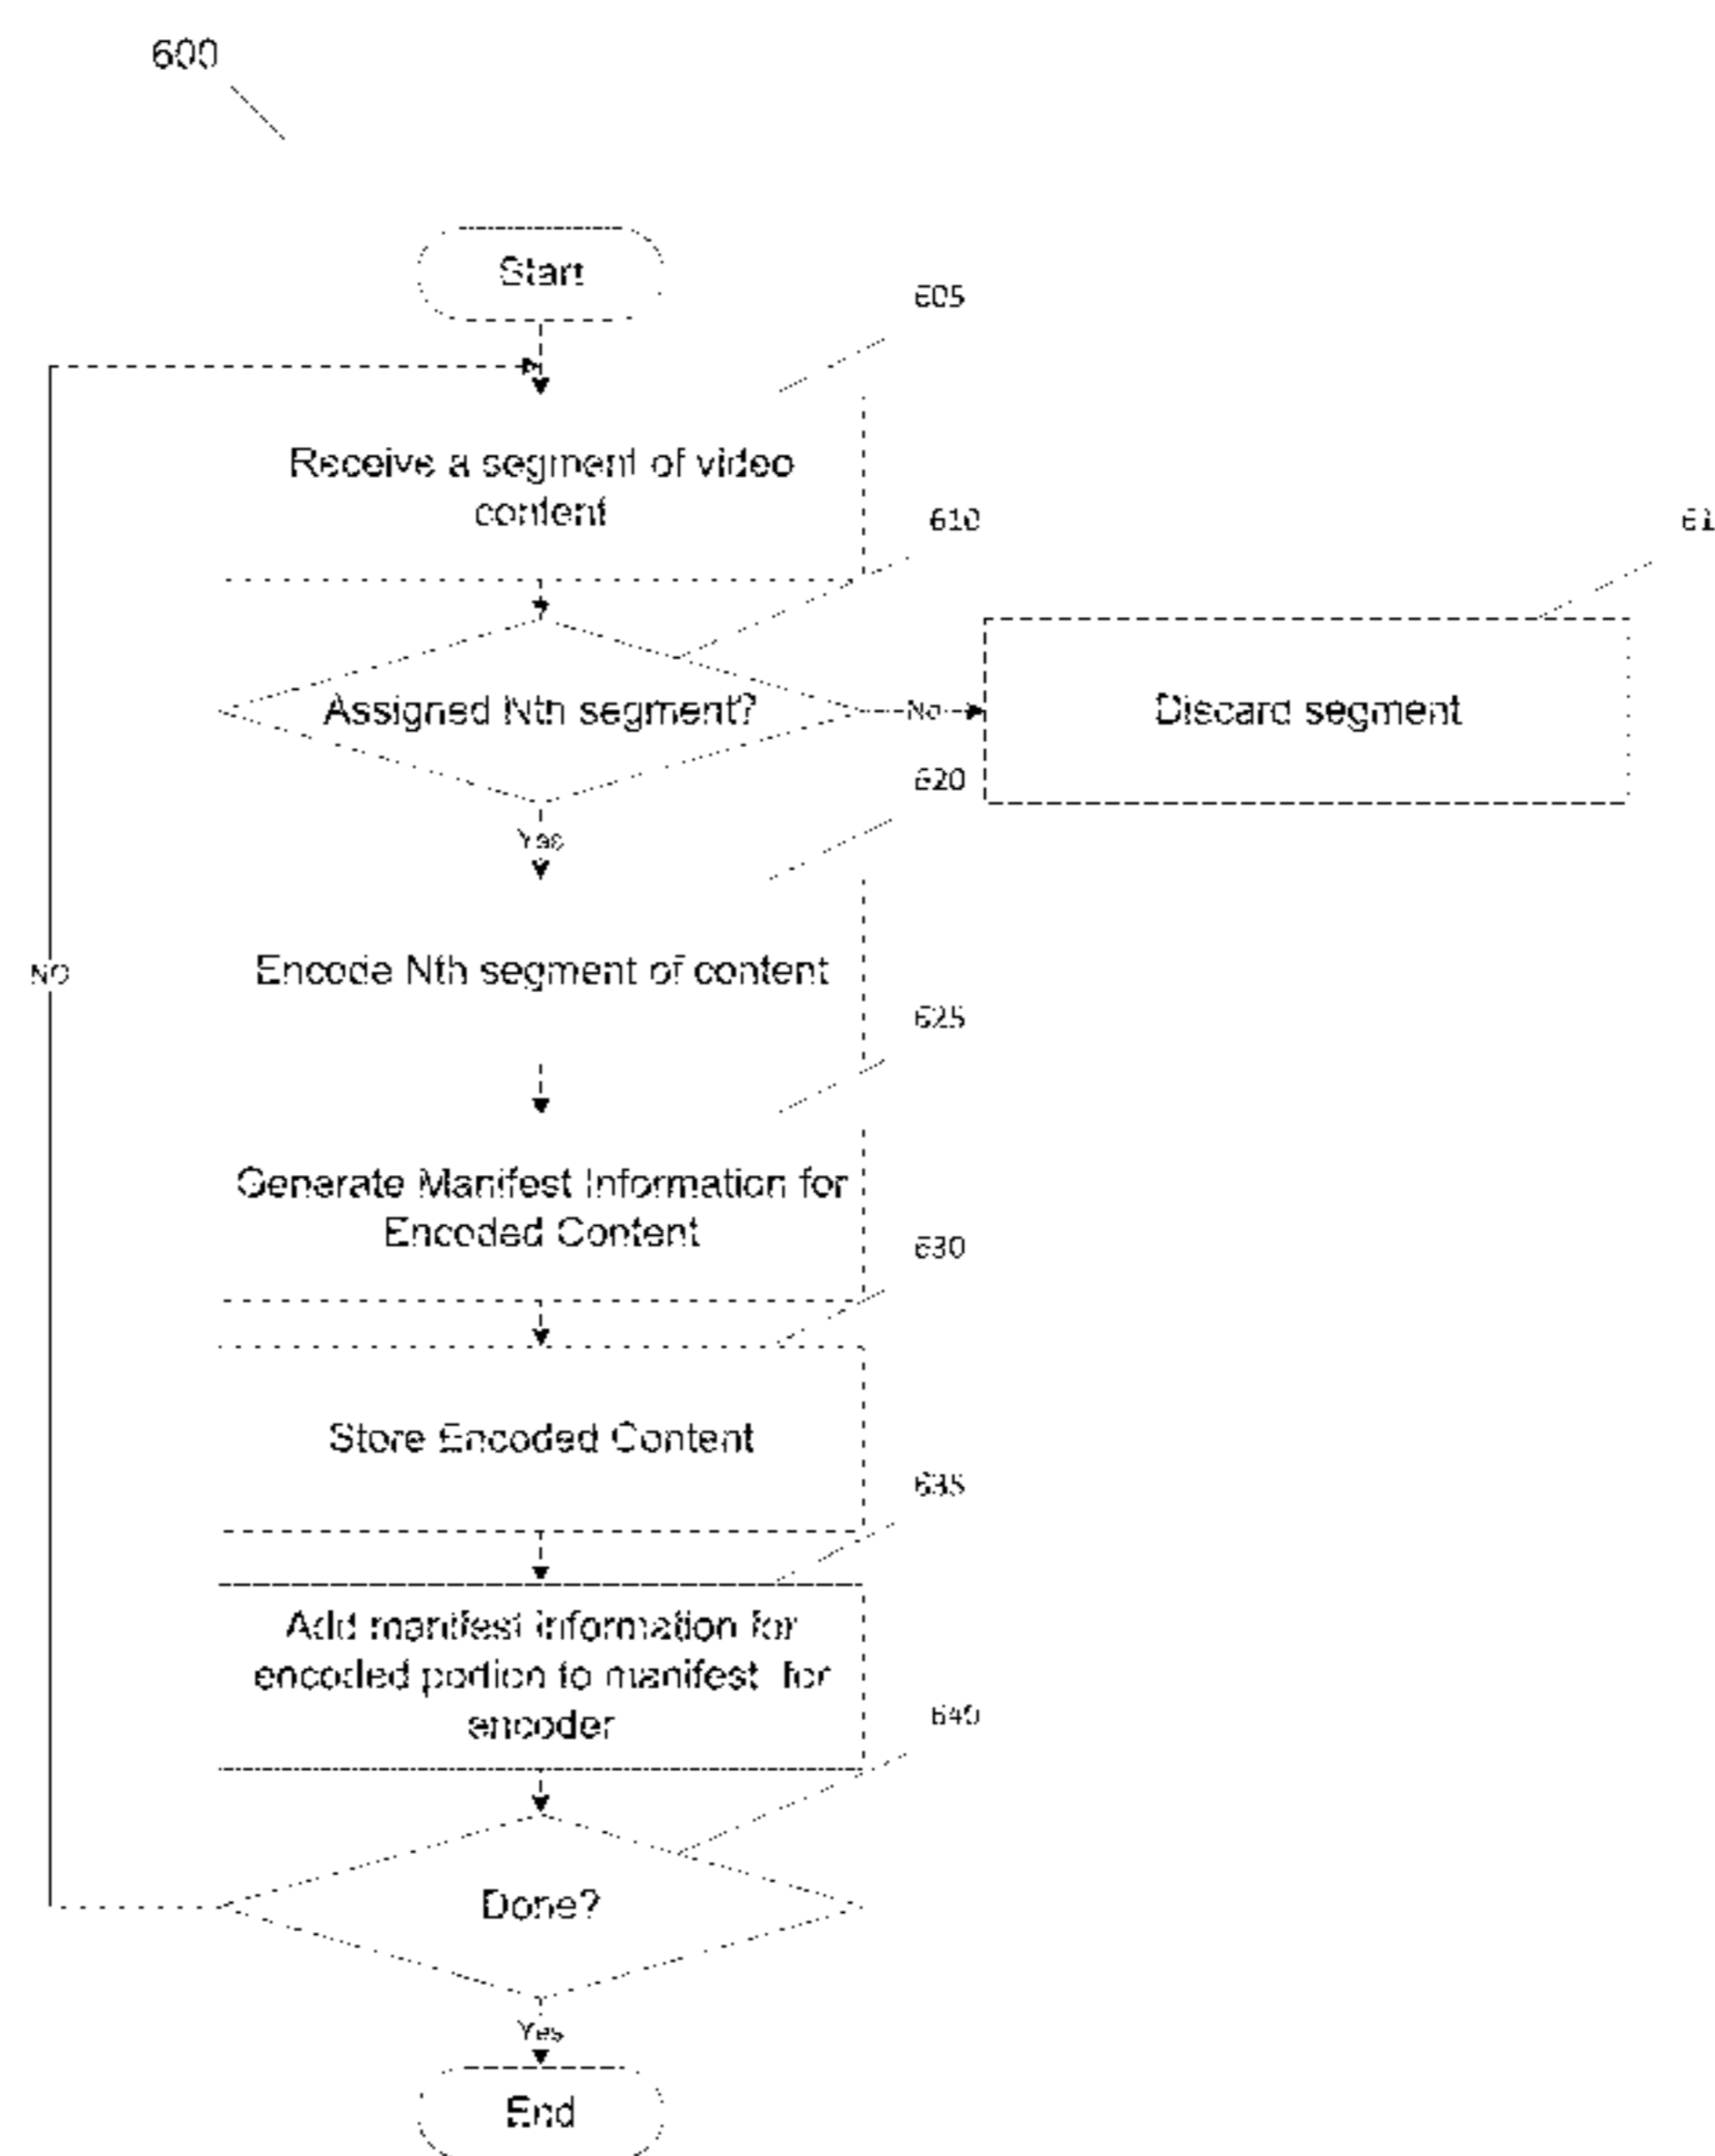 600
Start
605
Receive a segment of video
content
610
61
Assigned Nth segment?
No
Discard segment
620
Yes
Encode Nth segment of content
NO
625
Generate Manifest Information for
Encoded Content
630
Store Encoded Content
635
Add manifest information for
encoded portion to manifest for
encoder
640
Done?
Yes
End